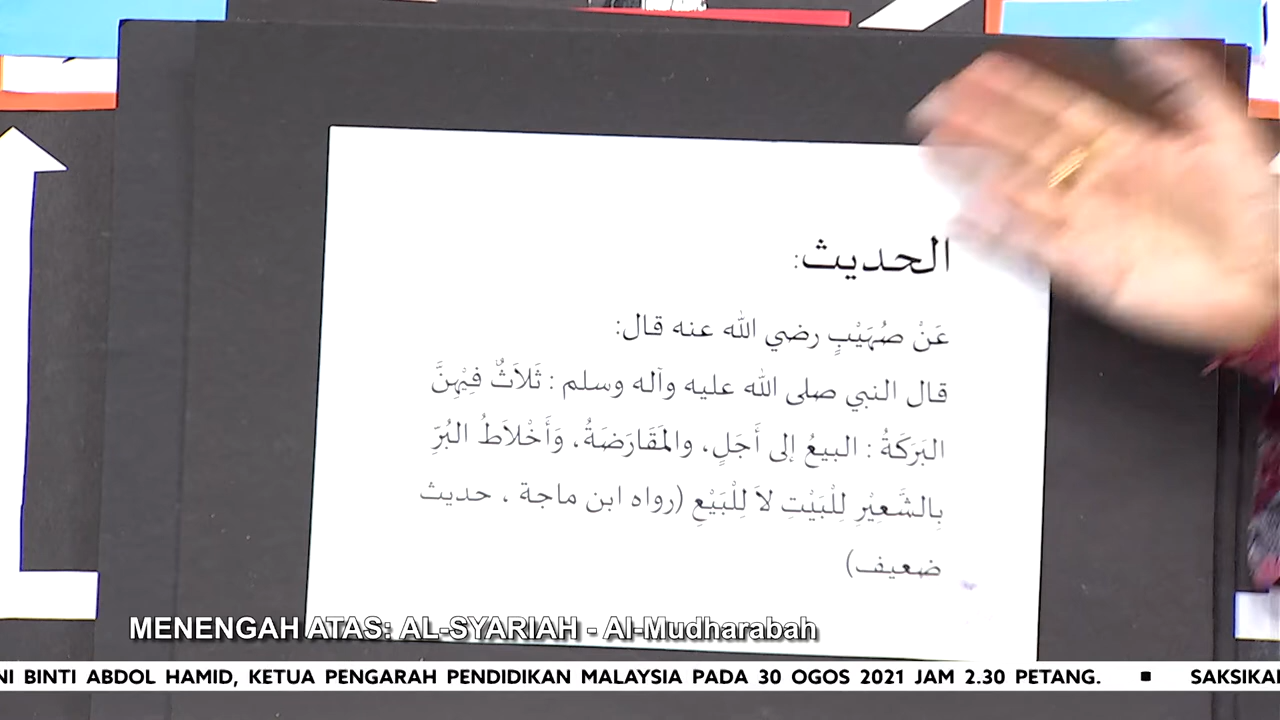 الحديث:
عَنْ صُهَيْبٍ رضي الله عنه قال:
قال النبي صلى الله عليه وآله وسلم : ثَلاَثٌ فِيْهِنَّ
البَرَكَةُ : البيعُ إلى أَجَلٍ، والمَقَارَضَةُ، وَأَخْلاَطُ البُرَِ
بِالشَّعِيْرِ لِلْبَيْتِ لاَ لِلْبَيْعِ (رواه ابن ماجة ، حديث
ضعيف)
MENENGAH ATAS: AL-SYARIAH - Al-Mudharabah
NI BINTI ABDOL HAMID, KETUA PENGARAH PENDIDIKAN MALAYSIA PADA 30 OGOS 2021 JAM 2.30 PETANG. ■ SAKSIKA